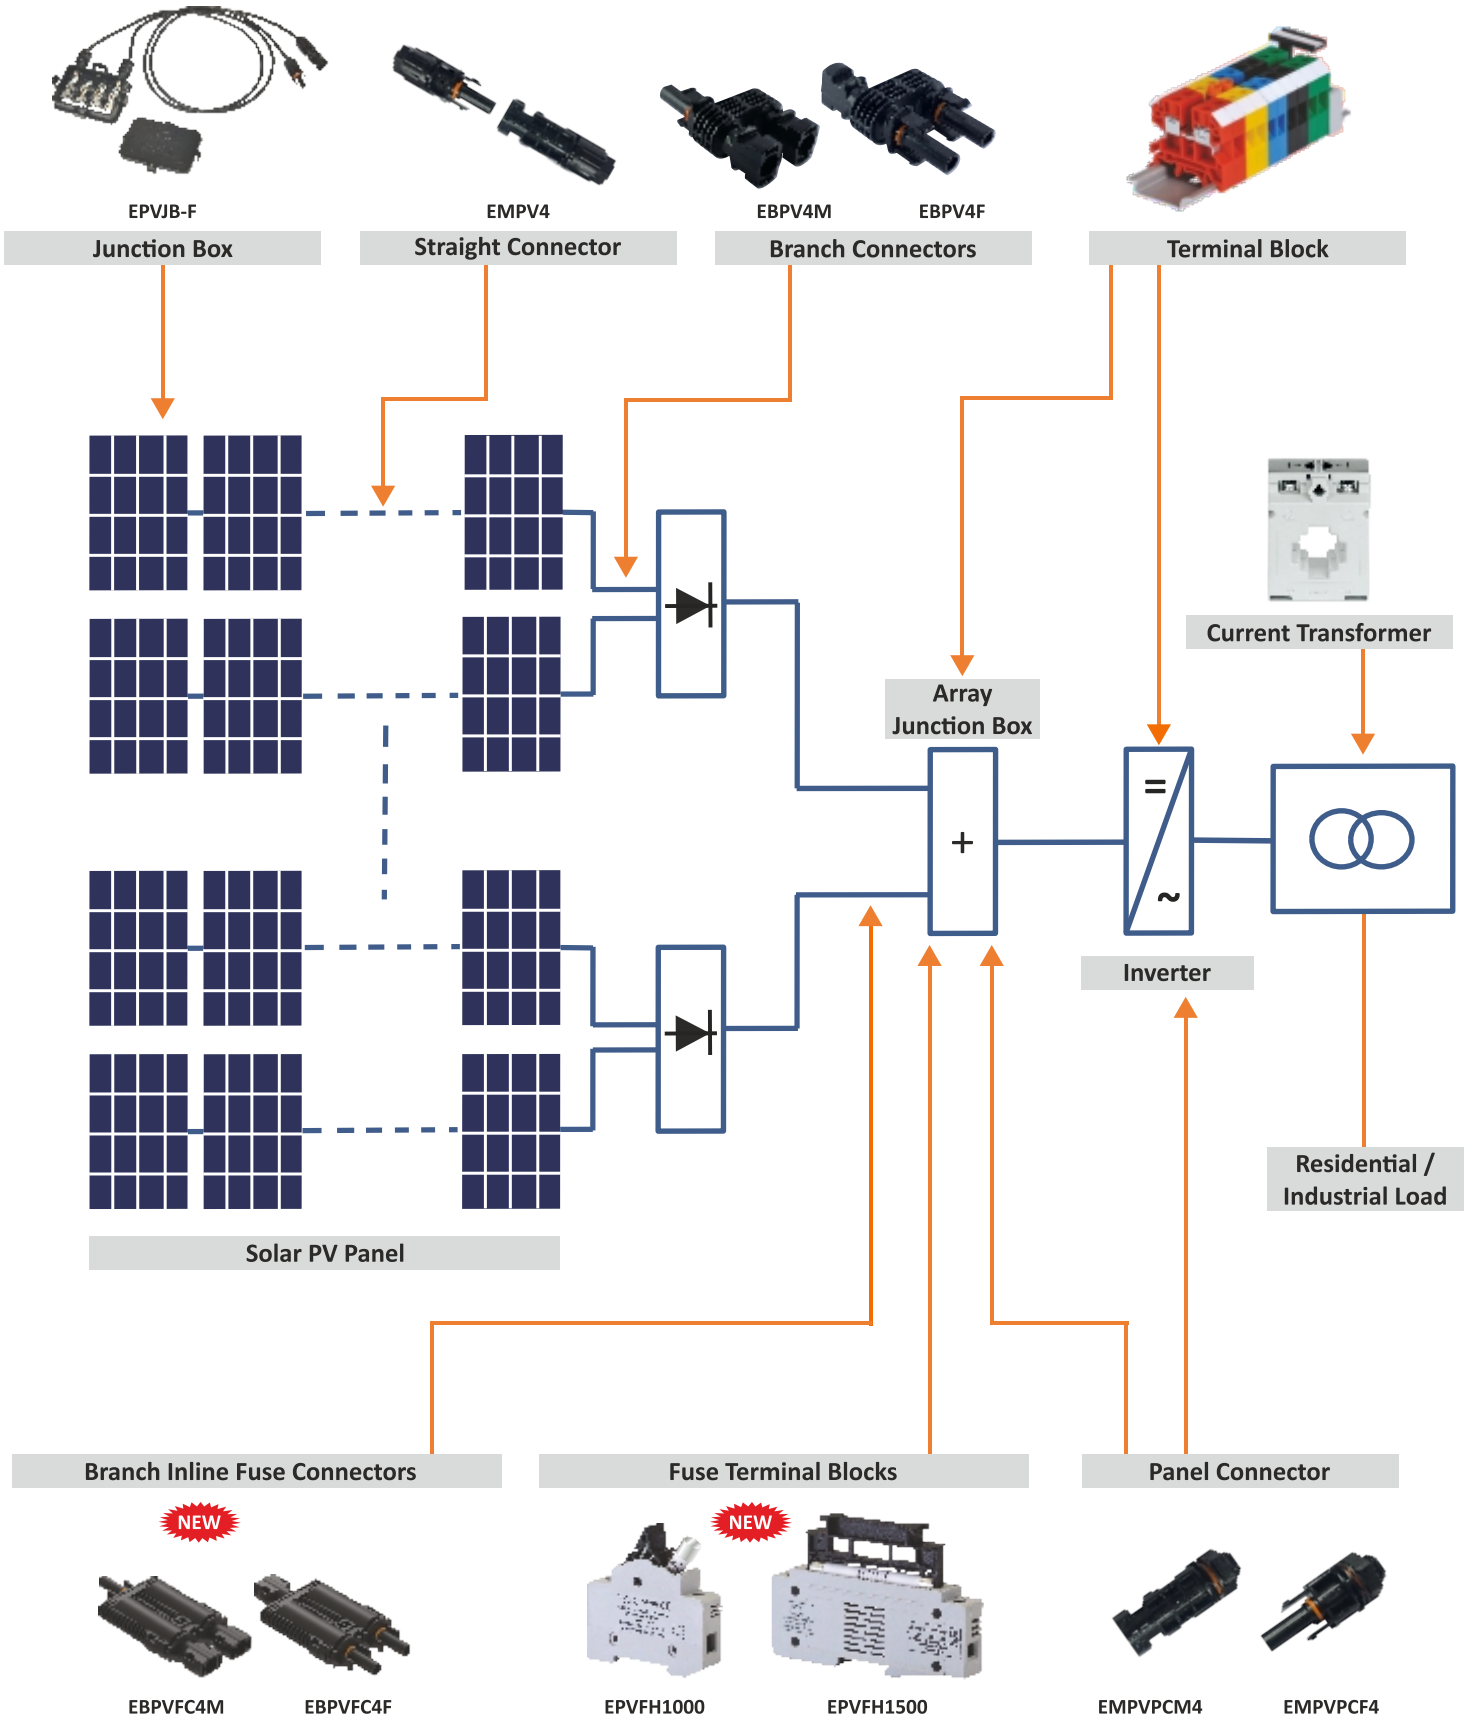 EPVJB-F
EMPV4
EBPV4M
EBPV4F
Junction Box
Straight Connector
Branch Connectors
Terminal Block
Current Transformer
Array
Junction Box
=
+
~
Inverter
Residential /
Industrial Load
Solar PV Panel
Branch Inline Fuse Connectors
Fuse Terminal Blocks
Panel Connector
NEW
NEW
EBPVFC4M
EBPVFC4F
EPVFH1000
EPVFH1500
EMPVPCM4
EMPVPCF4